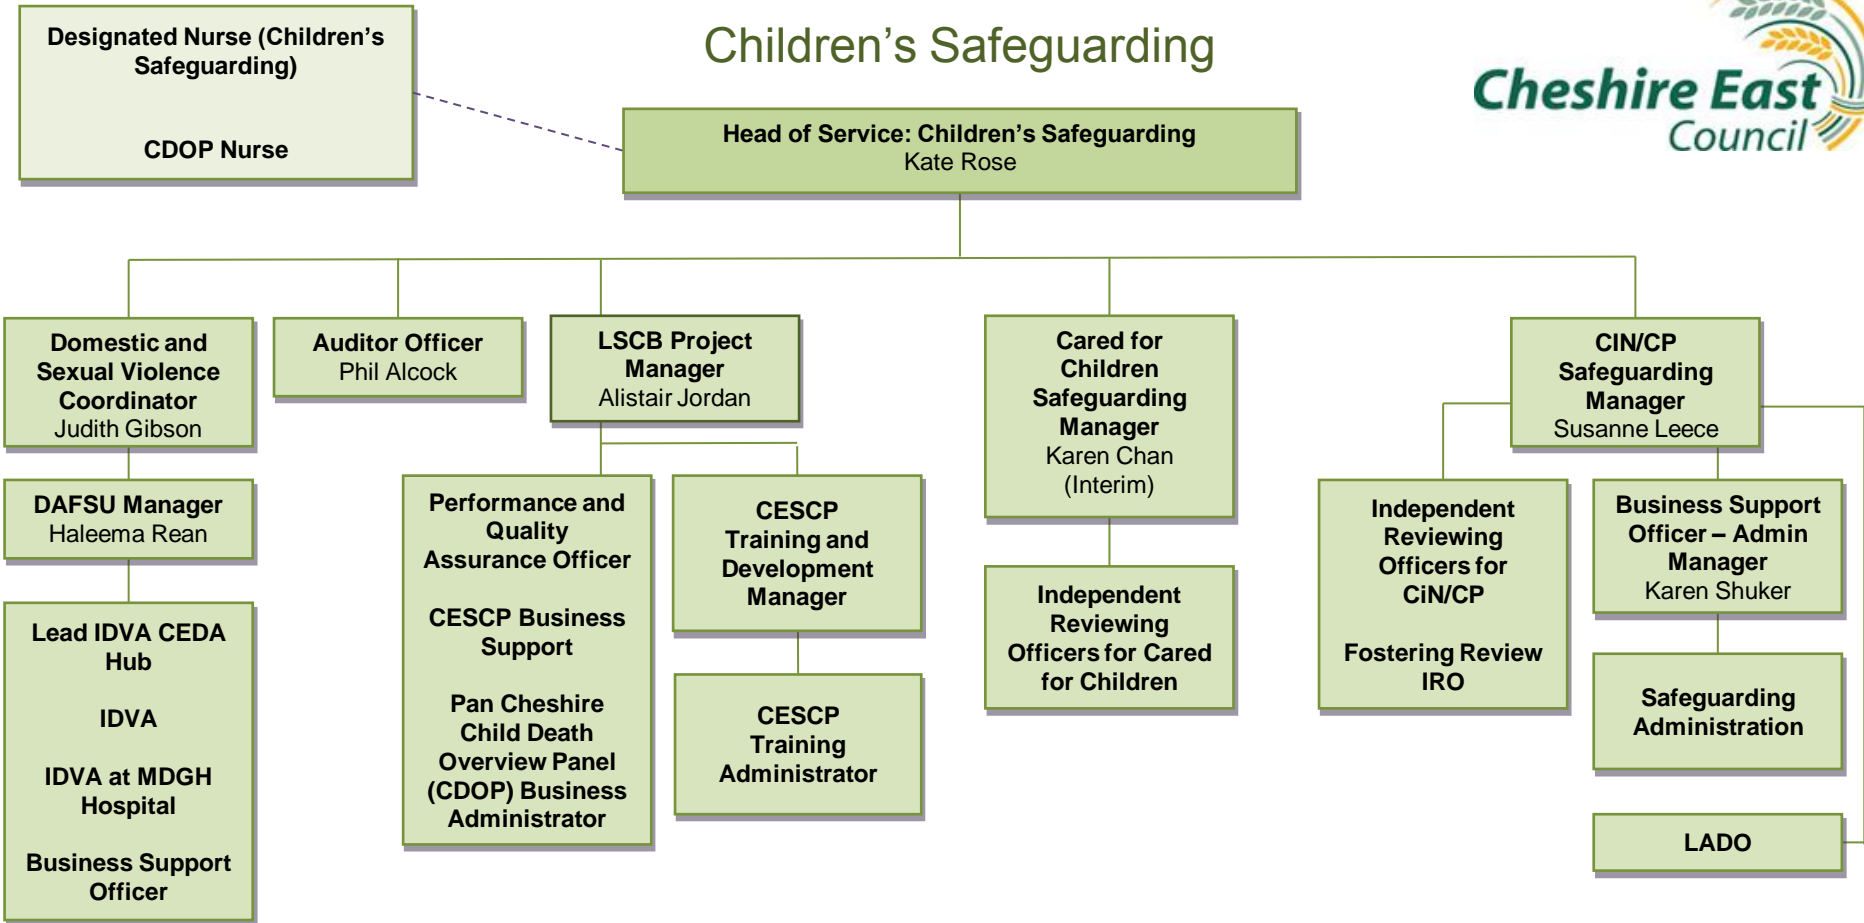 Designated Nurse (Children's
Safeguarding)
CDOP Nurse
Children’s Safeguarding
Cheshire East
Council
Head of Service: Children’s Safeguarding
Kate Rose
Domestic and
Sexual Violence
Coordinator
Judith Gibson
Auditor Officer
Phil Alcock
LSCB Project
Manager
Alistair Jordan
Cared for
Children
Safeguarding
Manager
Karen Chan
(Interim)
CIN/CP
Safeguarding
Manager
Susanne Leece
DAFSU Manager
Haleema Rean
Performance and
Quality
Assurance Officer
CESCP Business
Support
Pan Cheshire
Child Death
Overview Panel
(CDOP) Business
Administrator
CESCP
Training and
Development
Manager
Independent
Reviewing
Officers for Cared
for Children
Independent
Reviewing
Officers for
CiN/CP
Fostering Review
IRO
Business Support
Officer – Admin
Manager
Karen Shuker
Lead IDVA CEDA
Hub
IDVA
IDVA at MDGH
Hospital
Business Support
Officer
CESCP
Training
Administrator
Safeguarding
Administration
LADO